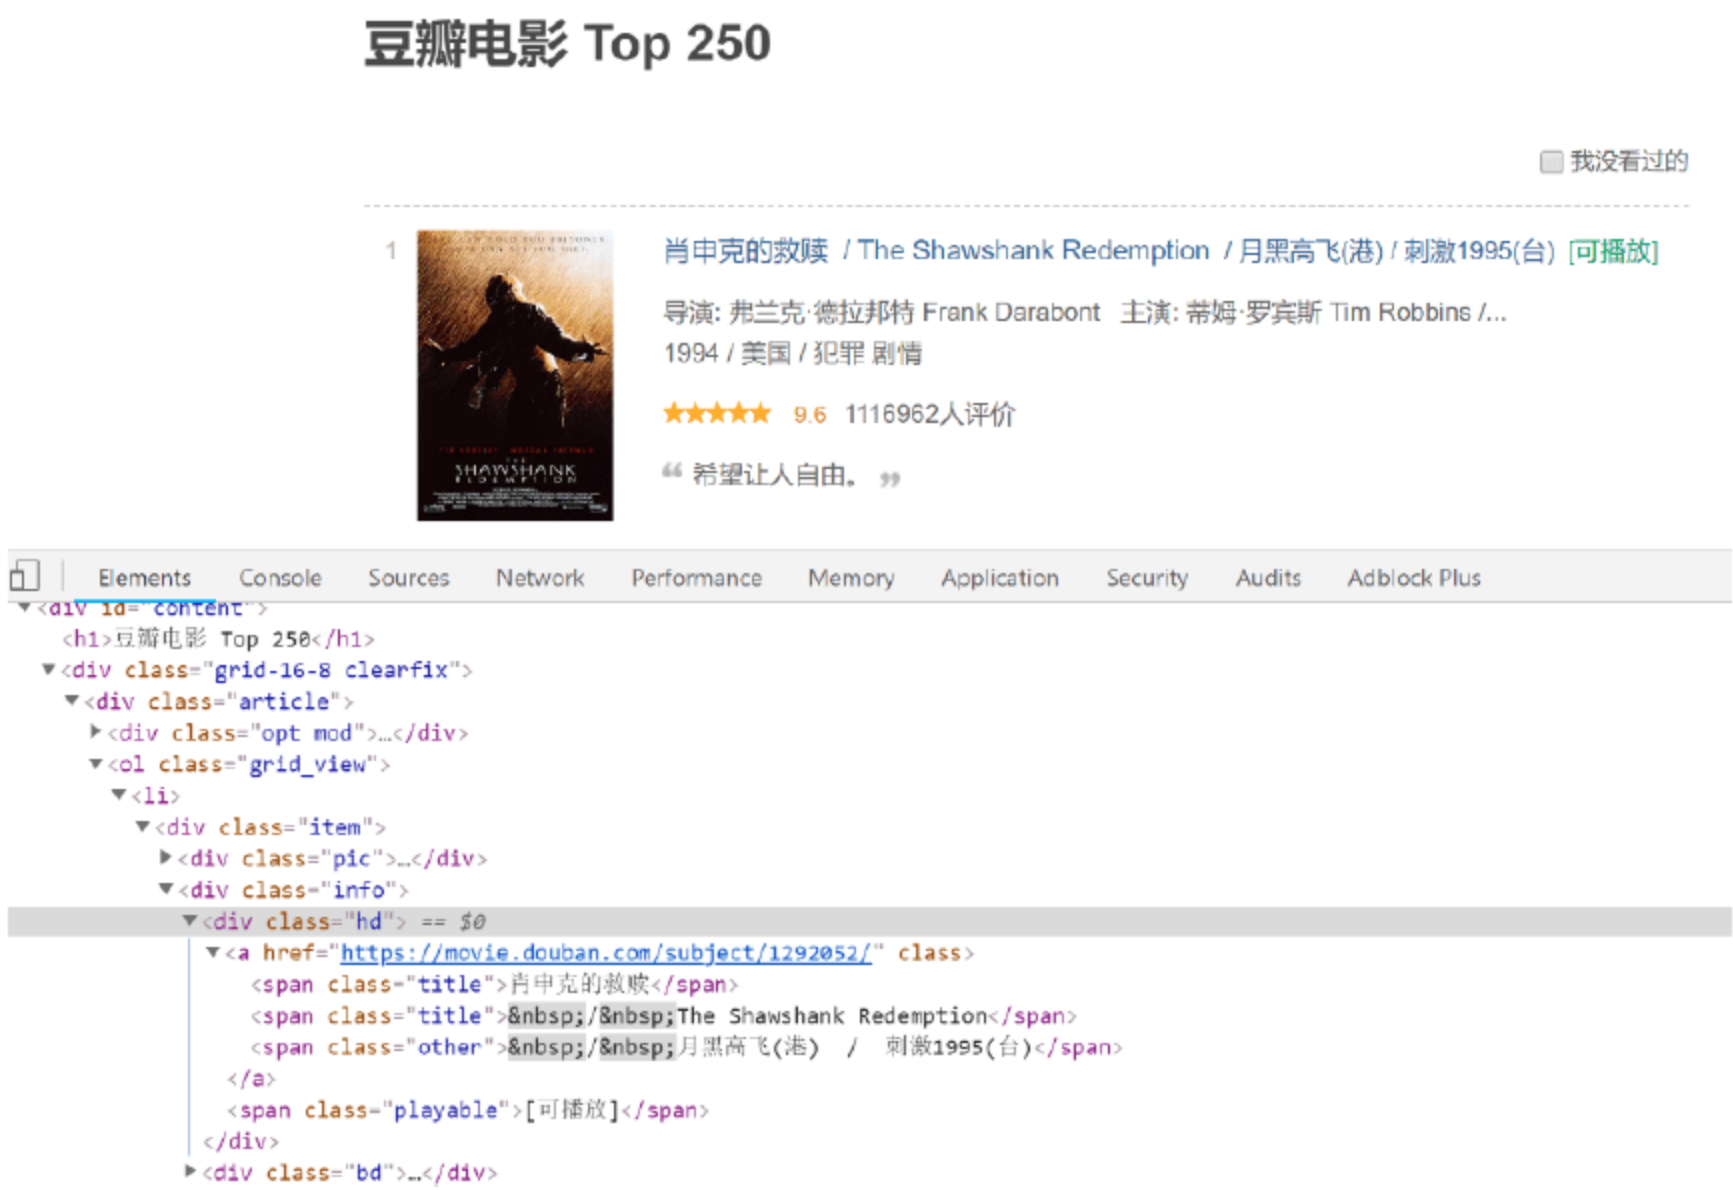 豆瓣电影 Top 250
我没看过的
1
肖申克的救赎 / The Shawshank Redemption / 月黑高飞(港) / 刺激1995(台) [可播放]
导演: 弗兰克·德拉邦特 Frank Darabont 主演: 蒂姆·罗宾斯 Tim Robbins /...
1994 / 美国 / 犯罪 剧情
9.6 1116962人评价
“ 希望让人自由。 ”
THE
SHAWSHANK
REDEMPTION
Elements Console Sources Network Performance Memory Application Security Audits Adblock Plus
▼<div id="content">
<h1>豆瓣电影 Top 250</h1>
▼<div class="grid-16-8 clearfix">
▼<div class="article">
▶<div class="opt mod">…</div>
▼<ol class="grid_view">
▼<li>
▼<div class="item">
▶<div class="pic">…</div>
▼<div class="info">
▼<div class="hd"> == $0
▼<a href="https://movie.douban.com/subject/1292052/" class>
<span class="title">肖申克的救赎</span>
<span class="title">&nbsp;/&nbsp;The Shawshank Redemption</span>
<span class="other">&nbsp;/&nbsp;月黑高飞(港) / 刺激1995(台)</span>
</a>
<span class="playable">[可播放]</span>
</div>
▶<div class="bd">…</div>